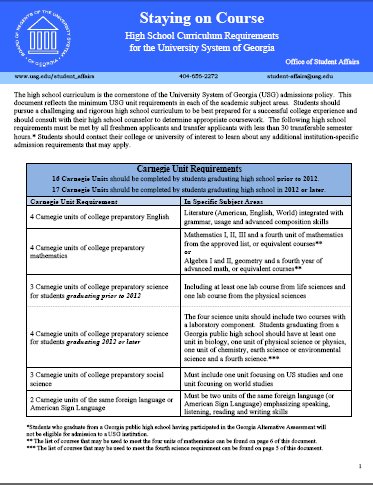 Staying on Course
High School Curriculum Requirements
for the University System of Georgia
Office of Student Affairs
www.usg.edu/student_affairs 404-656-2272 student-affairs@usg.edu
The high school curriculum is the cornerstone of the University System of Georgia (USG) admissions policy. This
document reflects the minimum USG unit requirements in each of the academic subject areas. Students should
pursue a challenging and rigorous high school curriculum to be best prepared for a successful college experience and
should consult with their high school counselor to determine appropriate coursework. The following high school
requirements must be met by all freshmen applicants and transfer applicants with less than 30 transferable semester
hours.* Students should contact their college or university of interest to learn about any additional institution-specific
admission requirements that may apply.
Carnegie Unit Requirements
16 Carnegie Units should be completed by students graduating high school prior to 2012.
17 Carnegie Units should be completed by students graduating high school in 2012 or later.
Carnegie Unit Requirement In Specific Subject Areas
4 Carnegie units of college preparatory English
Literature (American, English, World) integrated with
grammar, usage and advanced composition skills
4 Carnegie units of college preparatory
mathematics
Mathematics I, II, III and a fourth unit of mathematics
from the approved list, or equivalent courses**
or
Algebra I and II, geometry and a fourth year of
advanced math, or equivalent courses**
3 Carnegie units of college preparatory science
for students graduating prior to 2012
Including at least one lab course from life sciences and
one lab course from the physical sciences
4 Carnegie units of college preparatory science
for students graduating 2012 or later
The four science units should include two courses with
a laboratory component. Students graduating from a
Georgia public high school should have at least one
unit in biology, one unit of physical science or physics,
one unit of chemistry, earth science or environmental
science and a fourth science.***
3 Carnegie units of college preparatory social
science
Must include one unit focusing on US studies and one
unit focusing on world studies
2 Carnegie units of the same foreign language or
American Sign Language
Must be two units of the same foreign language (or
American Sign Language) emphasizing speaking,
listening, reading and writing skills
*Students who graduate from a Georgia public high school having participated in the Georgia Alternative Assessment will
not be eligible for admission to a USG institution.
** The list of courses that may be used to meet the four units of mathematics can be found on page 6 of this document.
*** The list of courses that may be used to meet the fourth science requirement can be found on page 5 of this document.
1